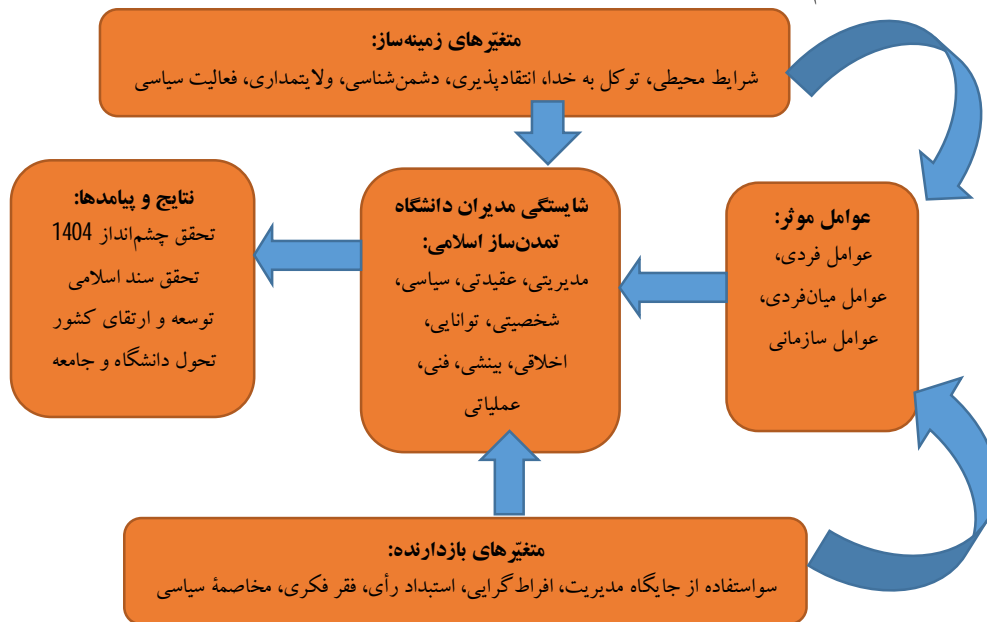 متغیّرهای زمینه‌ساز:
شرایط محیطی، توکل به خدا، انتقادپذیری، دشمن‌شناسی، ولایتمداری، فعالیت سیاسی
عوامل موثر:
عوامل فردی،
عوامل میان‌فردی،
عوامل سازمانی
شایستگی مدیران دانشگاه
تمدن‌ساز اسلامی:
مدیریتی، عقیدتی، سیاسی،
شخصیتی، توانایی،
اخلاقی، بینشی، فنی،
عملیاتی
نتایج و پیامدها:
تحقق چشم‌انداز 1404
تحقق سند اسلامی
توسعه و ارتقای کشور
تحول دانشگاه و جامعه
متغیّرهای بازدارنده:
سواستفاده از جایگاه مدیریت، افراط‌گرایی، استبداد رأی، فقر فکری، مخاصمۀ سیاسی